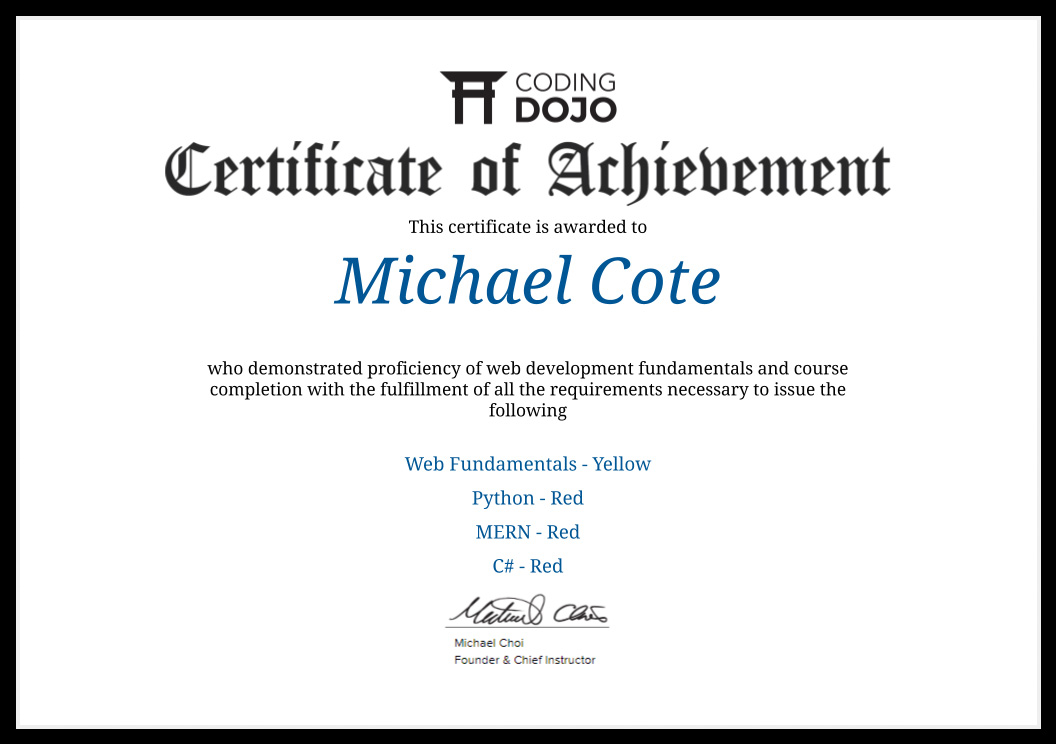 CODING
DOJO
Certificate of Achievement
This certificate is awarded to
Michael Cote
who demonstrated proficiency of web development fundamentals and course
completion with the fulfillment of all the requirements necessary to issue the
following
Web Fundamentals - Yellow
Python - Red
MERN - Red
C# - Red
Michael Choi
Founder & Chief Instructor